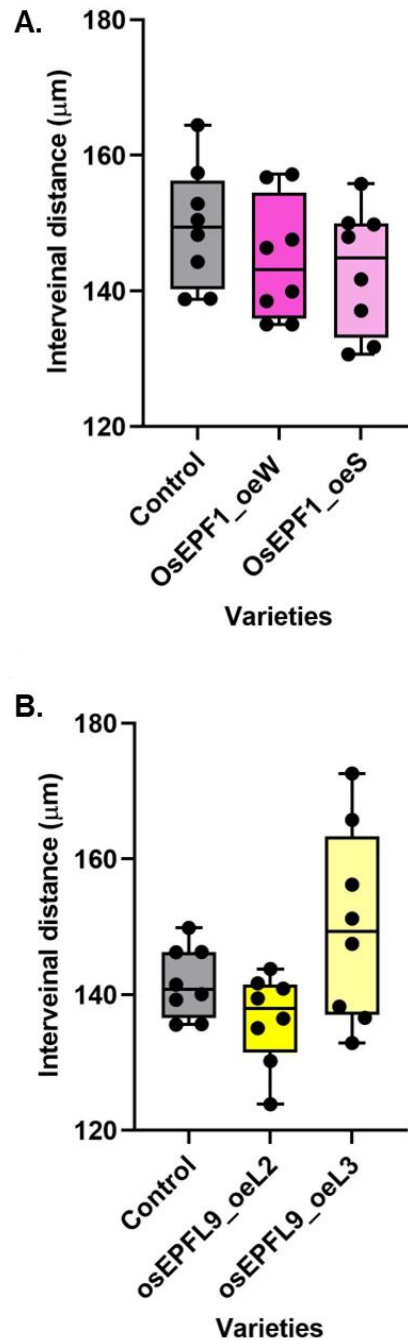 A.
Interveinal distance (μm)
180
160
140
120
Control
OsEPF1_oeW
OsEPF1_oeS
Varieties
B.
Interveinal distance (μm)
180
160
140
120
Control
osEPFL9_oeL2
osEPFL9_oeL3
Varieties